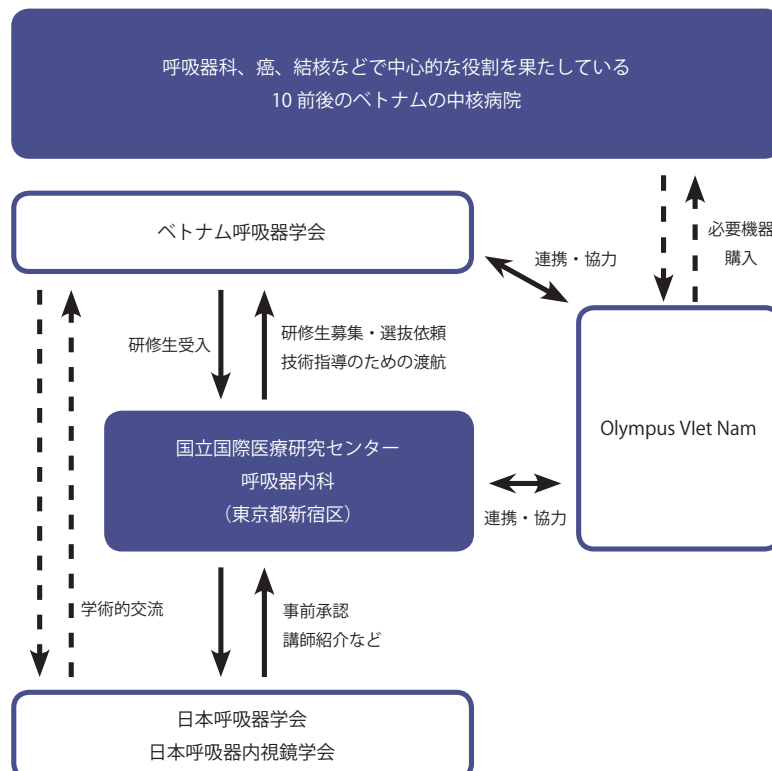 呼吸器科、癌、結核などで中心的な役割を果たしている
10 前後のベトナムの中核病院
ベトナム呼吸器学会
連携・協力
必要機器
購入
研修生受入
研修生募集・選抜依頼
技術指導のための渡航
国立国際医療研究センター
呼吸器内科
（東京都新宿区）
Olympus VIet Nam
連携・協力
学術的交流
事前承認
講師紹介など
日本呼吸器学会
日本呼吸器内視鏡学会